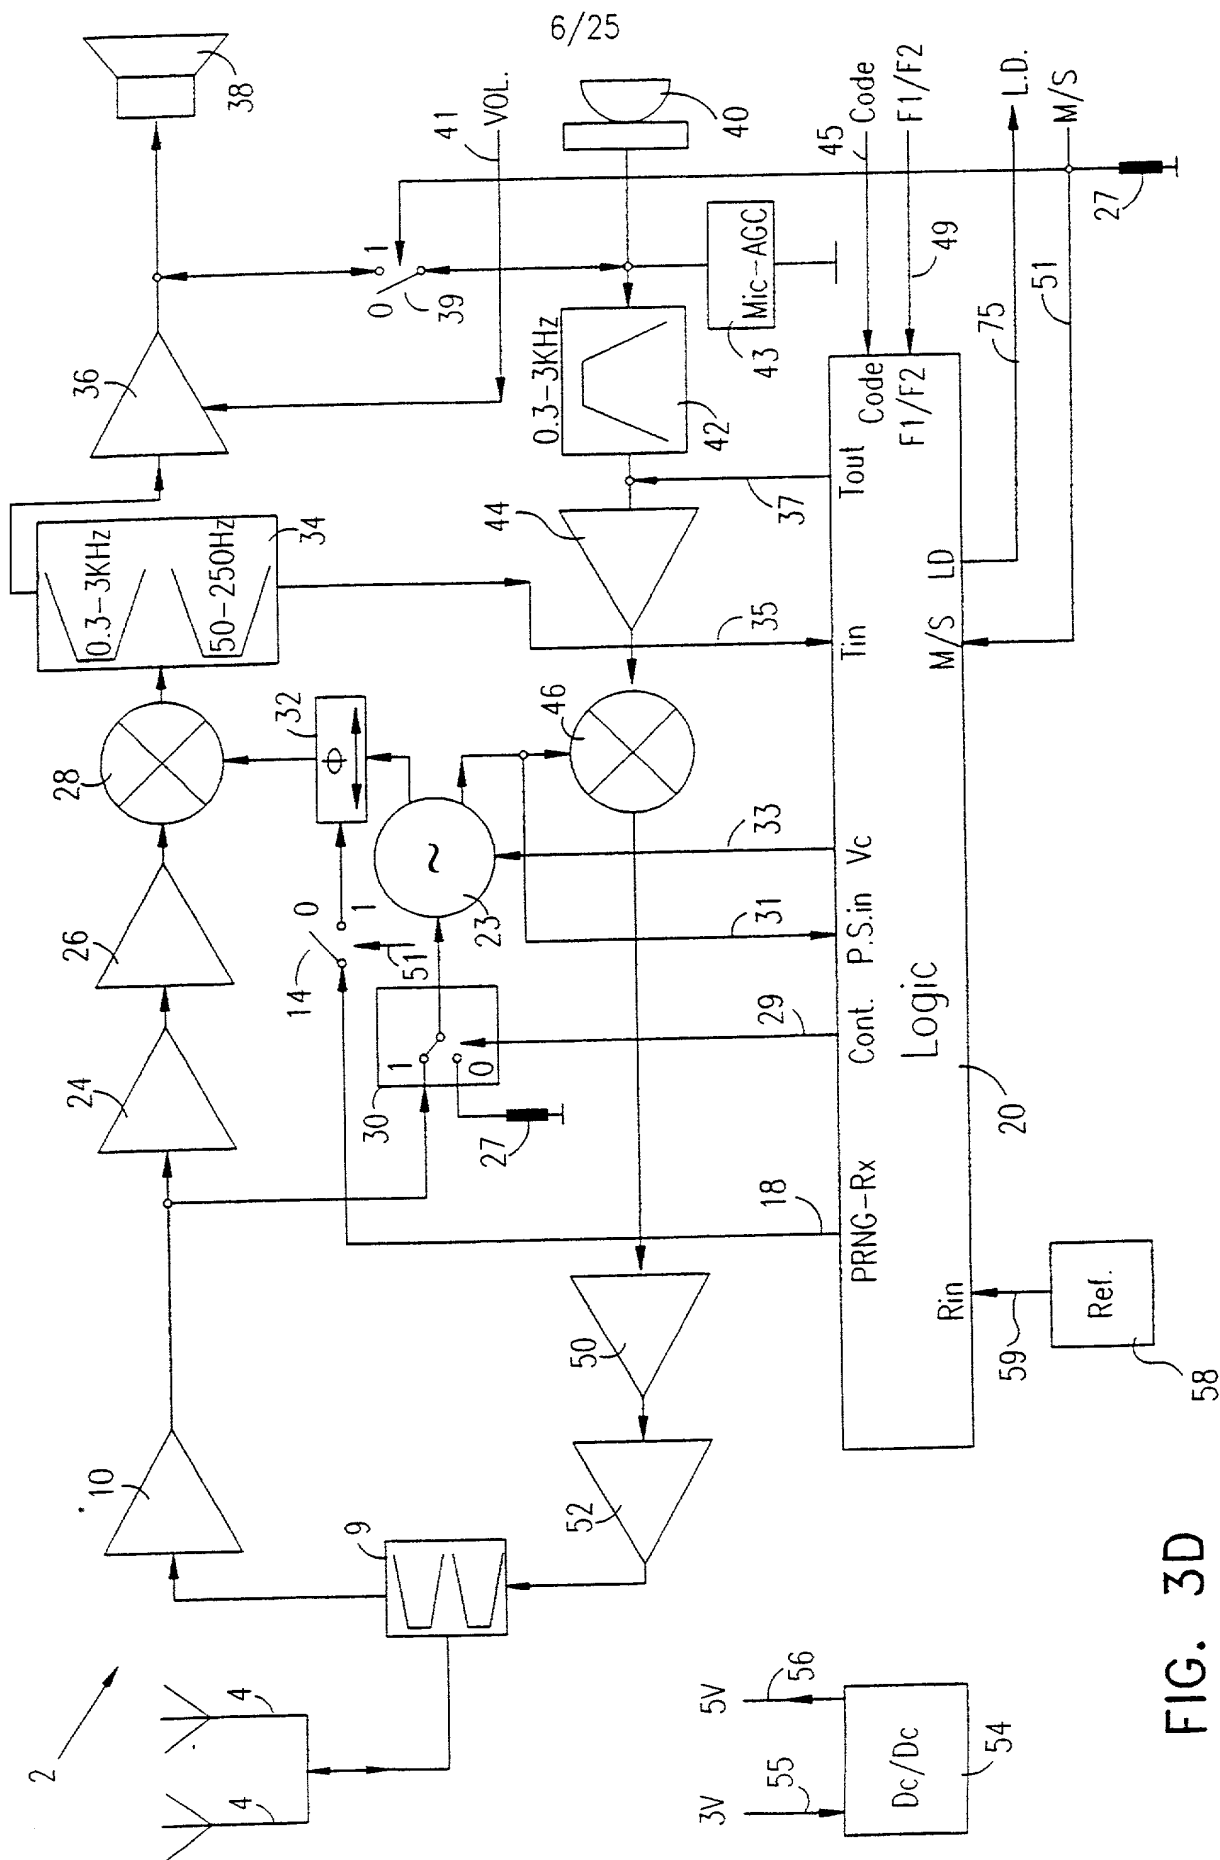 6/25
38
40
41
VOL.
45
Code
F1/F2
L.D.
M/S
27
36
0
1
39
0.3-3KHz
42
Mic-AGC
43
49
75
51
0.3-3KHz
50-250Hz
34
44
37
35
Tout
Code
F1/F2
Tin
LD
M/S
28
32
Φ
46
~
23
33
31
Vc
P.S.in
26
14
0
1
51
24
30
1
0
27
29
Cont.
Logic
20
18
PRNG-Rx
Rin
59
Ref.
58
10
50
52
9
2
4
4
3V
55
5V
56
Dc/Dc
54
FIG. 3D